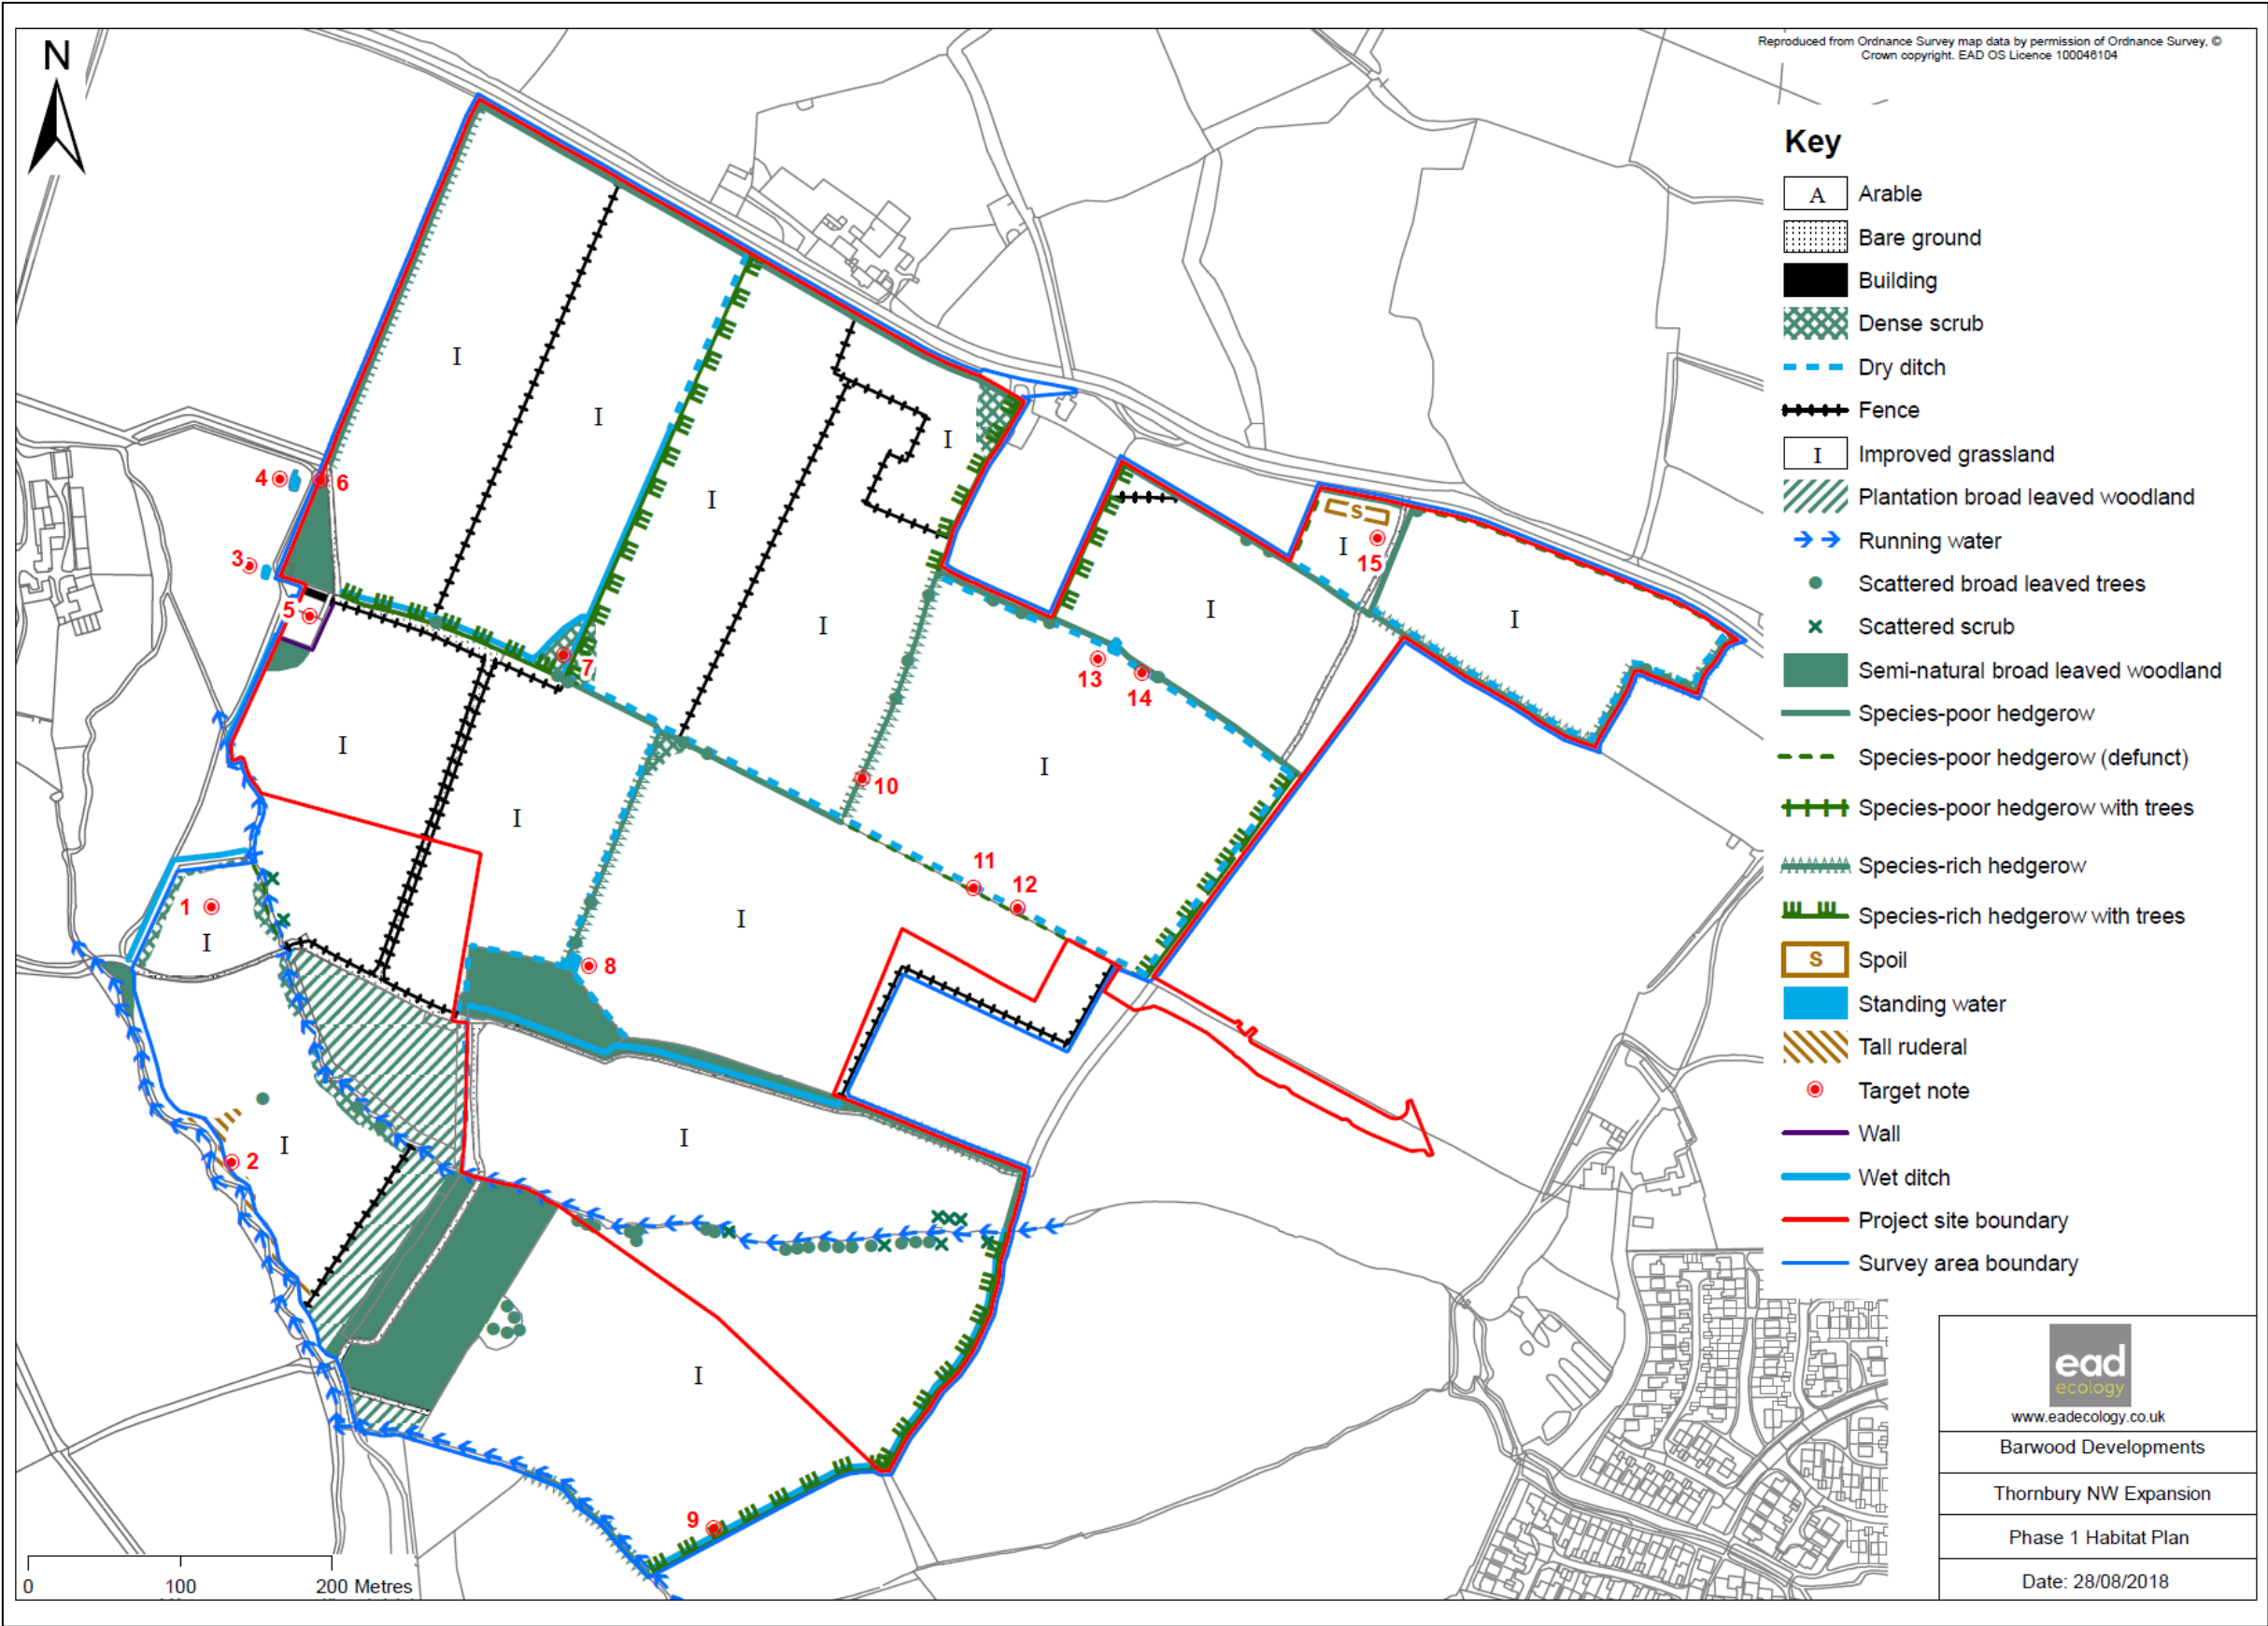 Reproduced from Ordnance Survey map data by permission of Ordnance Survey, ©
Crown copyright. EAD OS Licence 100046104
N
Key
A Arable
Bare ground
Building
Dense scrub
Dry ditch
Fence
I Improved grassland
Plantation broad leaved woodland
Running water
Scattered broad leaved trees
Scattered scrub
Semi-natural broad leaved woodland
Species-poor hedgerow
Species-poor hedgerow (defunct)
Species-poor hedgerow with trees
Species-rich hedgerow
Species-rich hedgerow with trees
S Spoil
Standing water
Tall ruderal
Target note
Wall
Wet ditch
Project site boundary
Survey area boundary
I
I
I
I
4
6
S
I
15
3
5
I
I
I
7
13
14
I
I
10
I
11
12
1
I
I
8
I
I
2
I
9
0
100
200 Metres
ead
ecology
www.eadecology.co.uk
Barwood Developments
Thornbury NW Expansion
Phase 1 Habitat Plan
Date: 28/08/2018